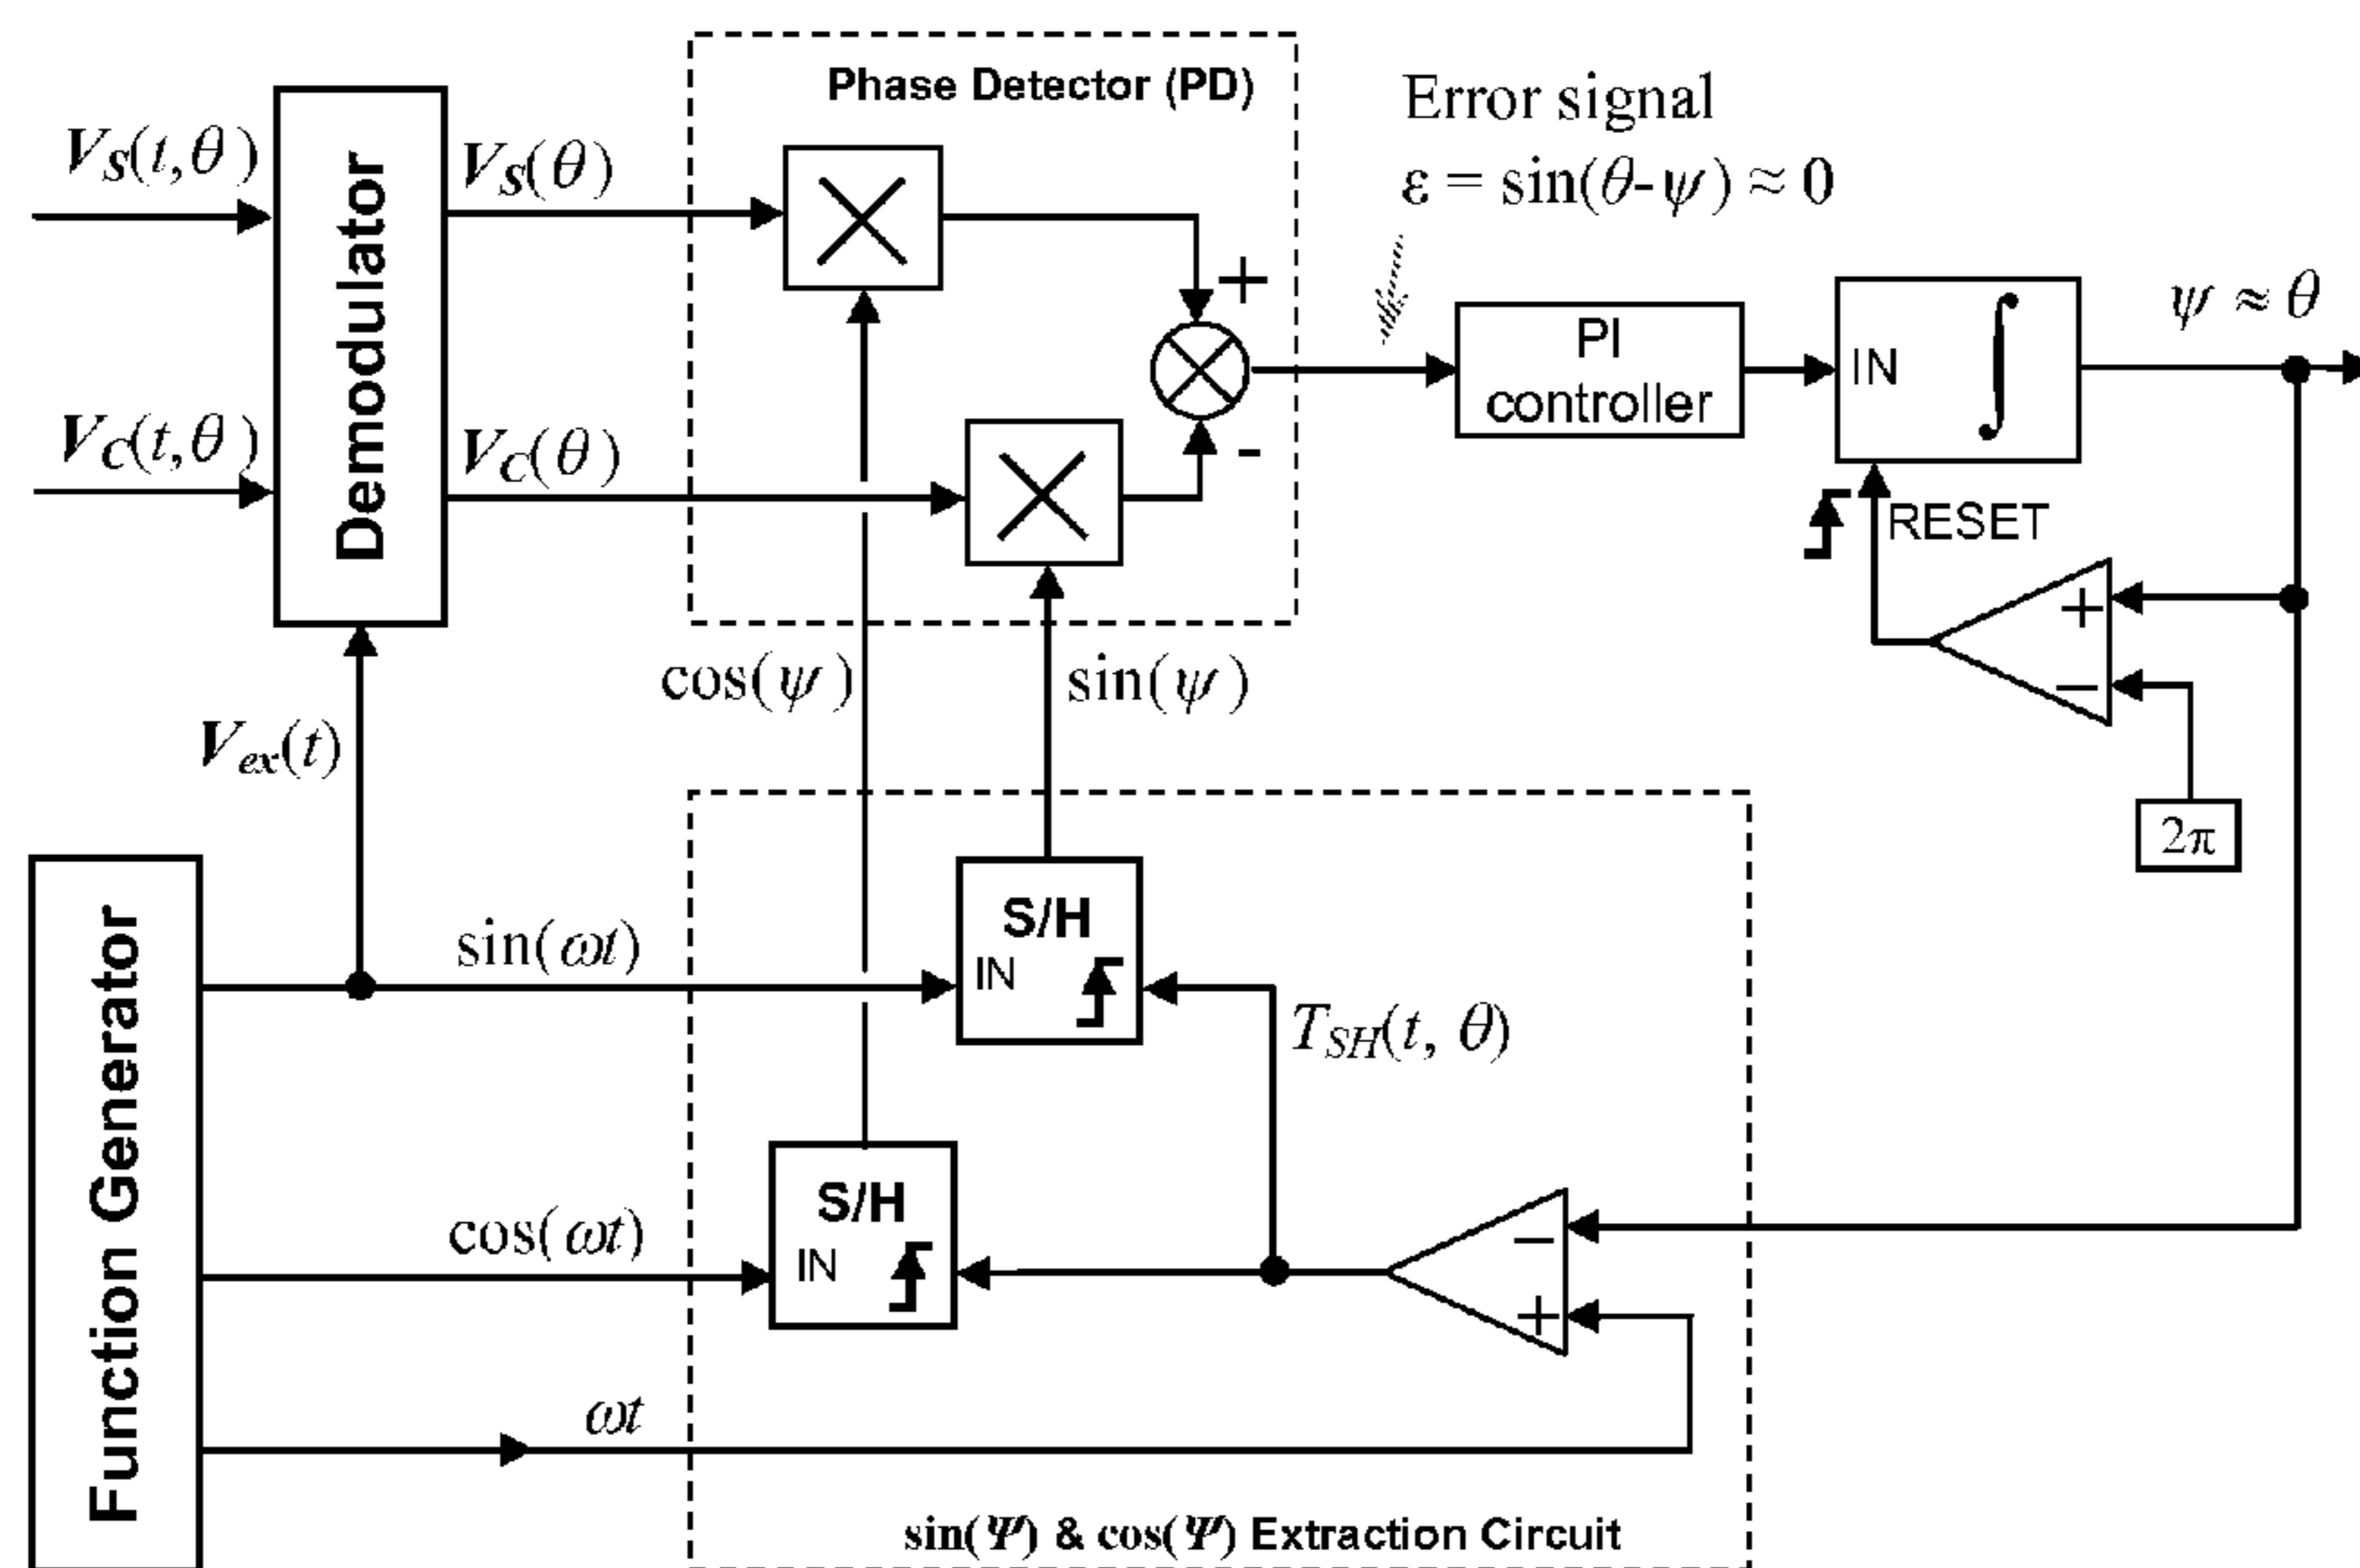 Phase Detector (PD)
Error signal
ε = sin(θ-ψ) ≈ 0
VS(t,θ)
VS(θ)
Demodulator
VC(t,θ)
VC(θ)
PI
controller
IN
∫
ψ ≈ θ
+
-
RESET
+
−
2π
cos(ψ)
sin(ψ)
Vex(t)
Function Generator
sin(ωt)
S/H
IN
TSH(t, θ)
cos(ωt)
S/H
IN
−
+
ωt
sin(Ψ) & cos(Ψ) Extraction Circuit